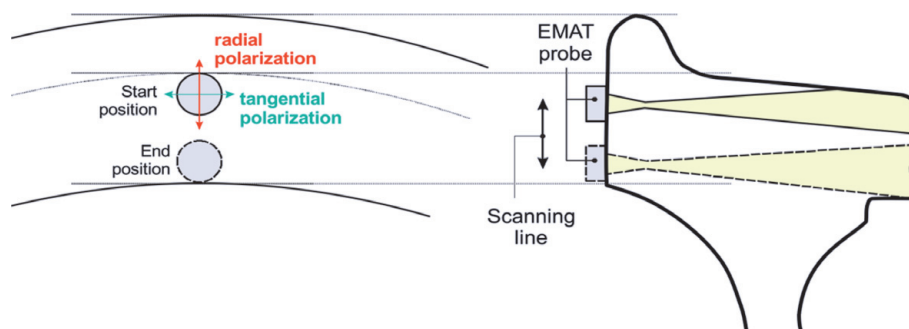 radial
polarization
Start
position
tangential
polarization
End
position
EMAT
probe
Scanning
line